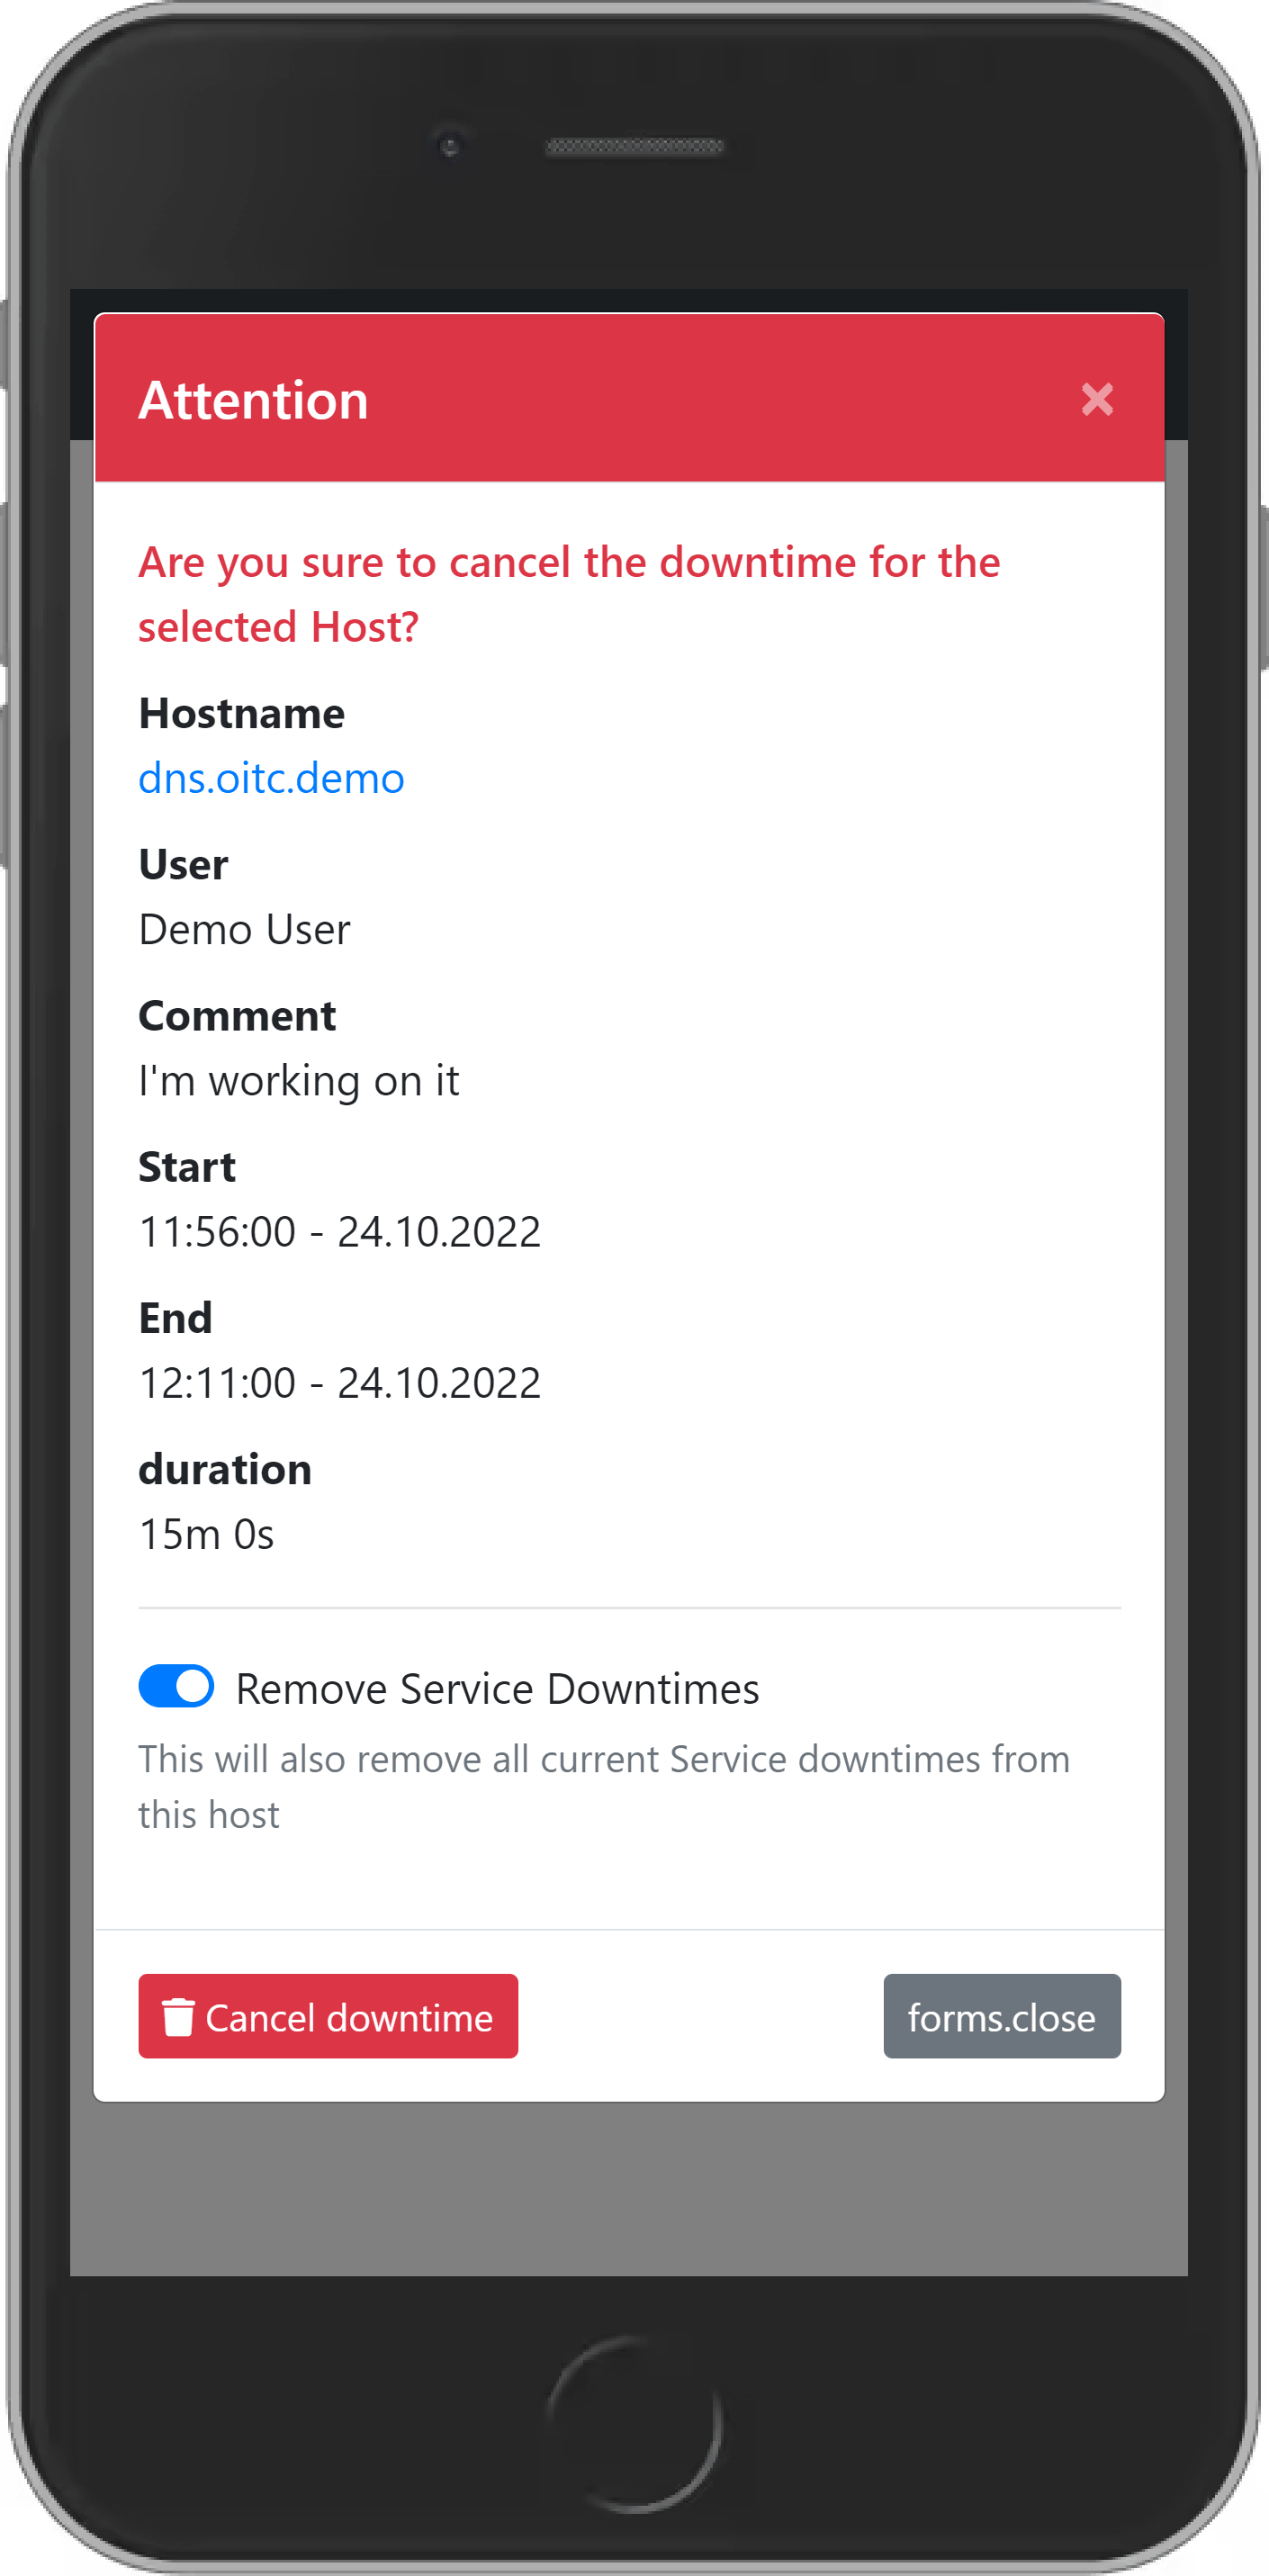 Attention
Are you sure to cancel the downtime for the
selected Host?
Hostname
dns.oitc.demo
User
Demo User
Comment
I'm working on it
Start
11:56:00 - 24.10.2022
End
12:11:00 - 24.10.2022
duration
15m 0s
Remove Service Downtimes
This will also remove all current Service downtimes from
this host
Cancel downtime
forms.close